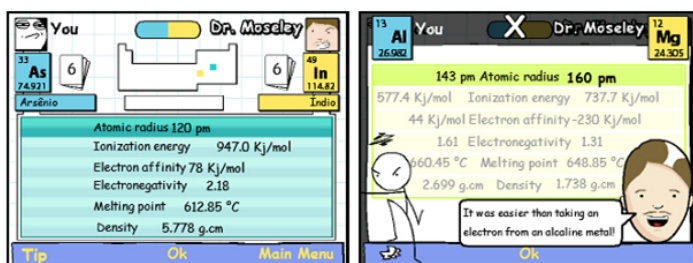 You
Dr. Moseley
33
As
74.921
6
6
49
In
114.82
Arsênio
Índio
Atomic radius 120 pm
Ionization energy 947.0 Kj/mol
Electron affinity 78 Kj/mol
Electronegativity 2.18
Melting point 612.85 °C
Density 5.778 g.cm
Tip Ok Main Menu
13
Al
26.982
You
X
Dr. Moseley
12
Mg
24.305
143 pm Atomic radius 160 pm
577.4 Kj/mol Ionization energy 737.7 Kj/mol
44 Kj/mol Electron affinity -230 Kj/mol
1.61 Electronegativity 1.31
660.45 °C Melting point 648.85 °C
2.699 g.cm Density 1.738 g.cm
It was easier than taking an
electron from an alcaline metal!
Ok